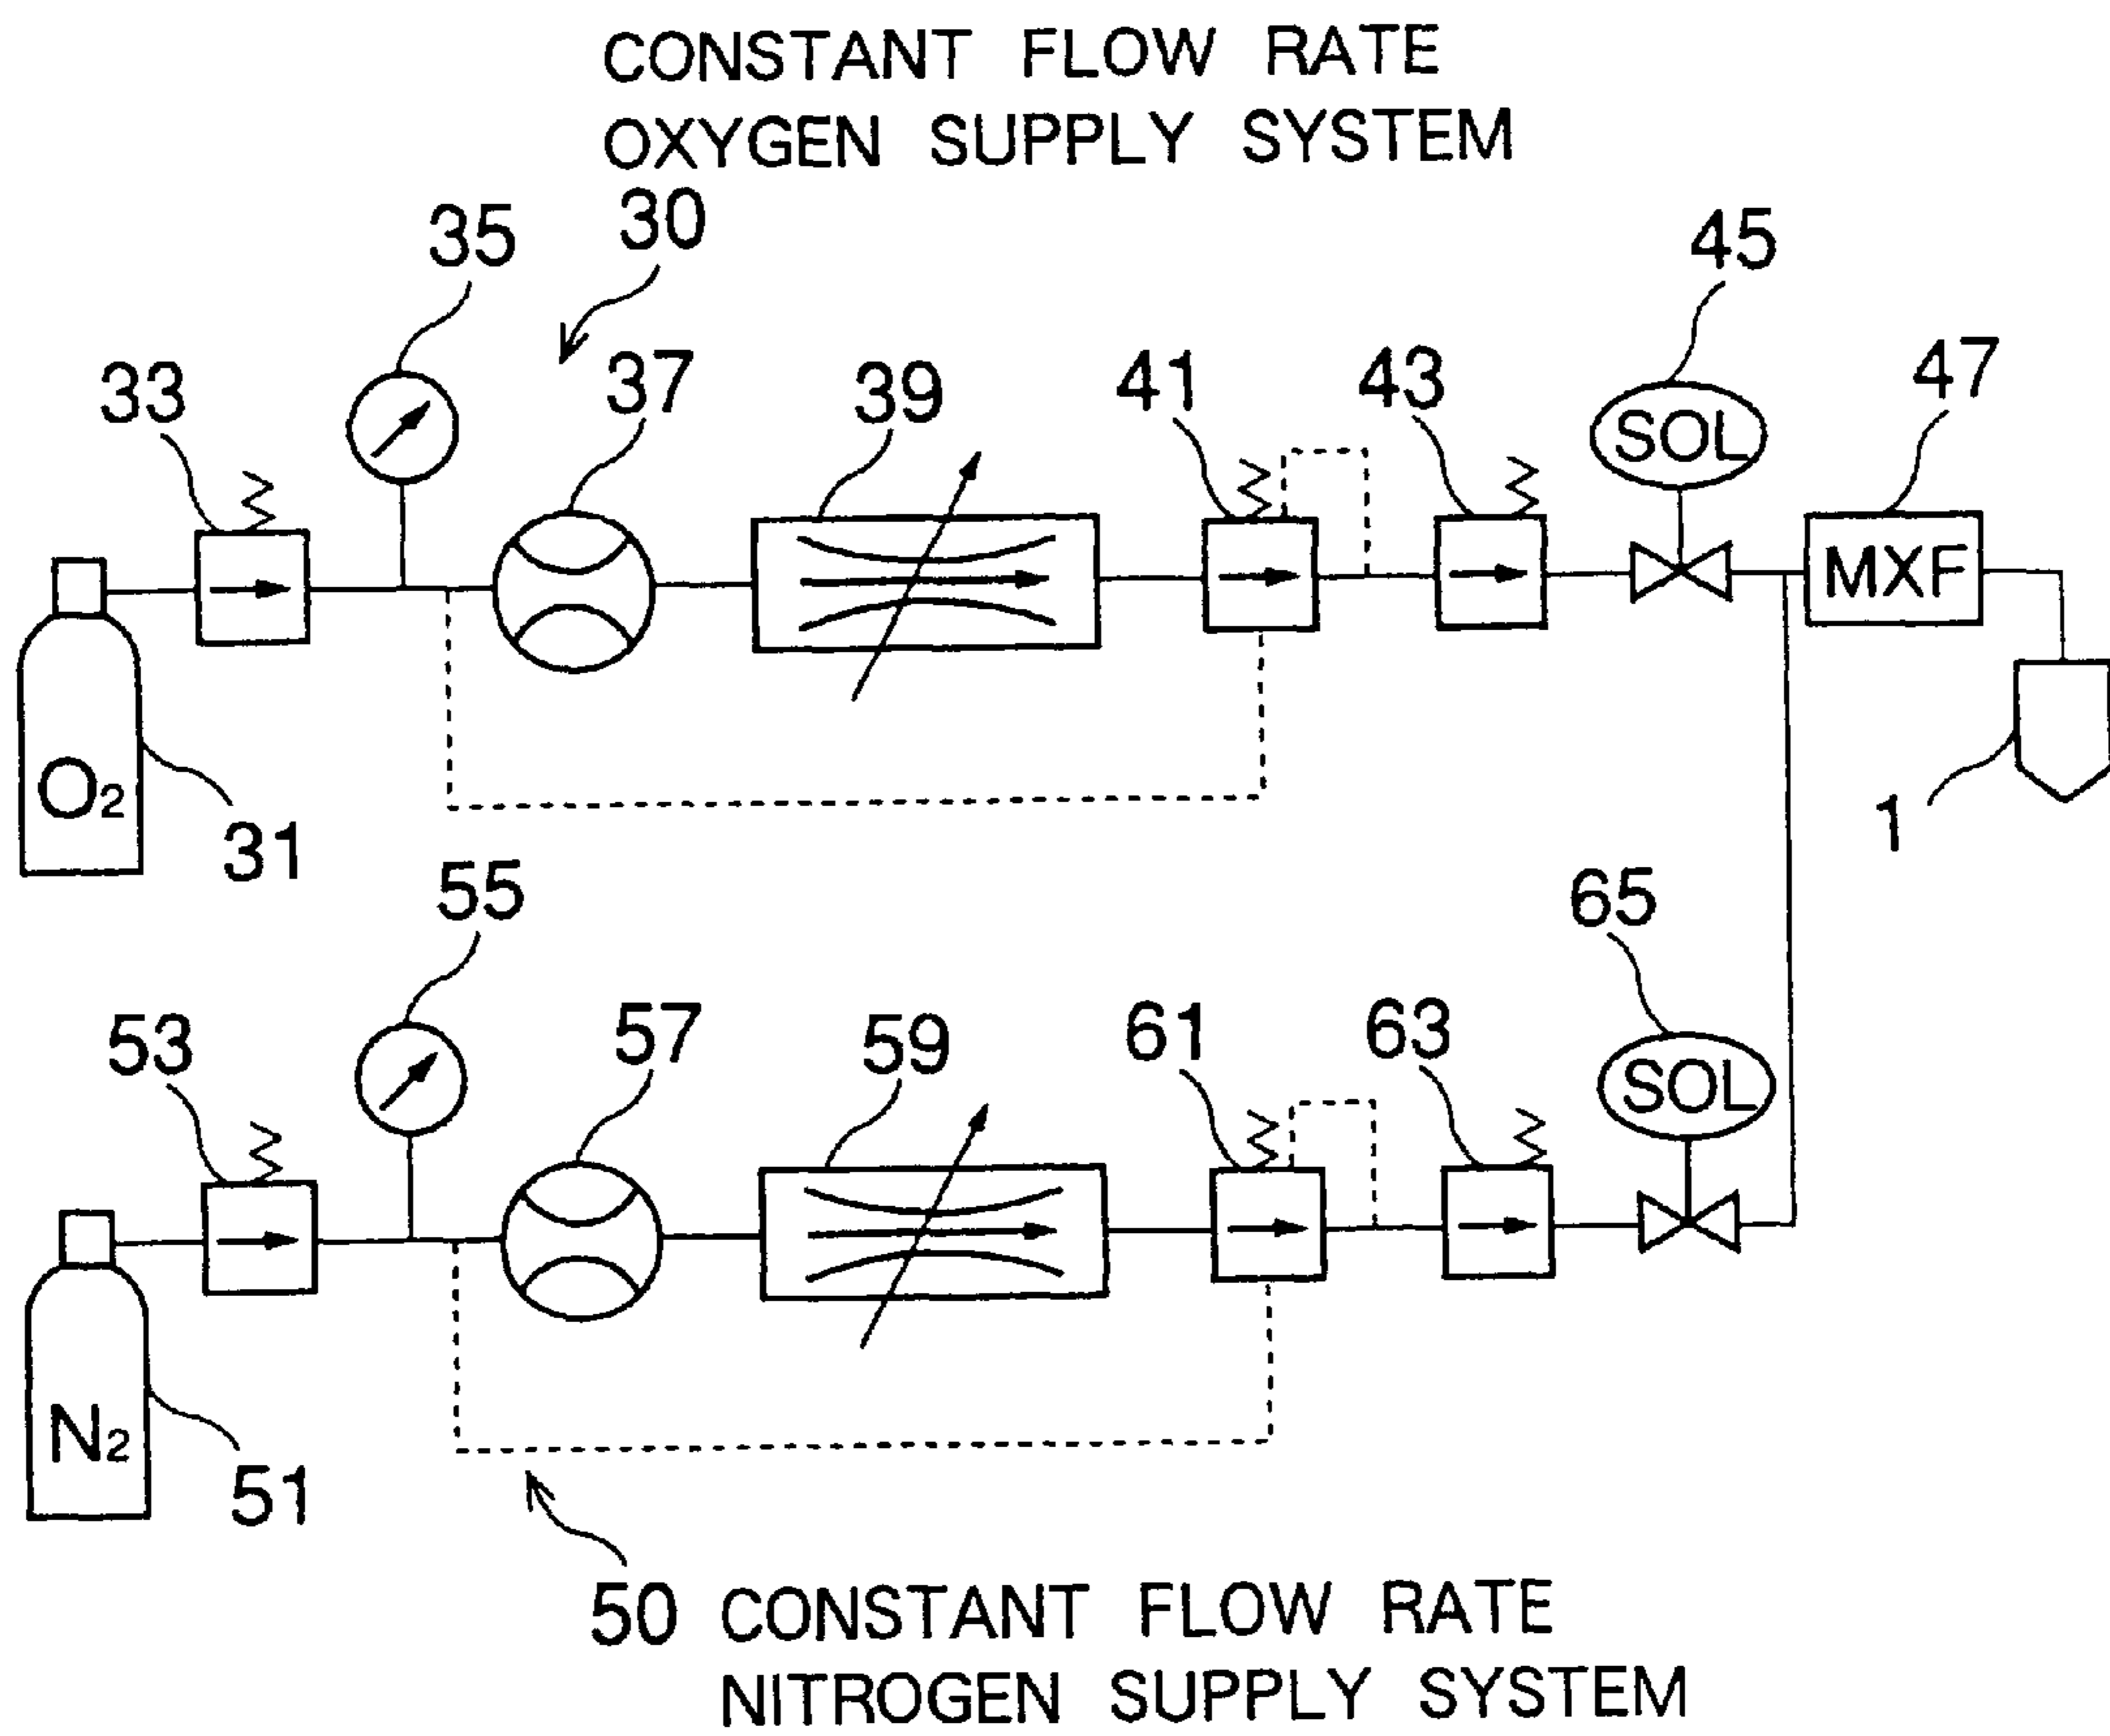 CONSTANT FLOW RATE
OXYGEN SUPPLY SYSTEM
30
35
45
33
37
39
41
43
SOL
47
MXF
O₂
31
1
55
65
53
57
59
61
63
SOL
N₂
51
50 CONSTANT FLOW RATE
NITROGEN SUPPLY SYSTEM